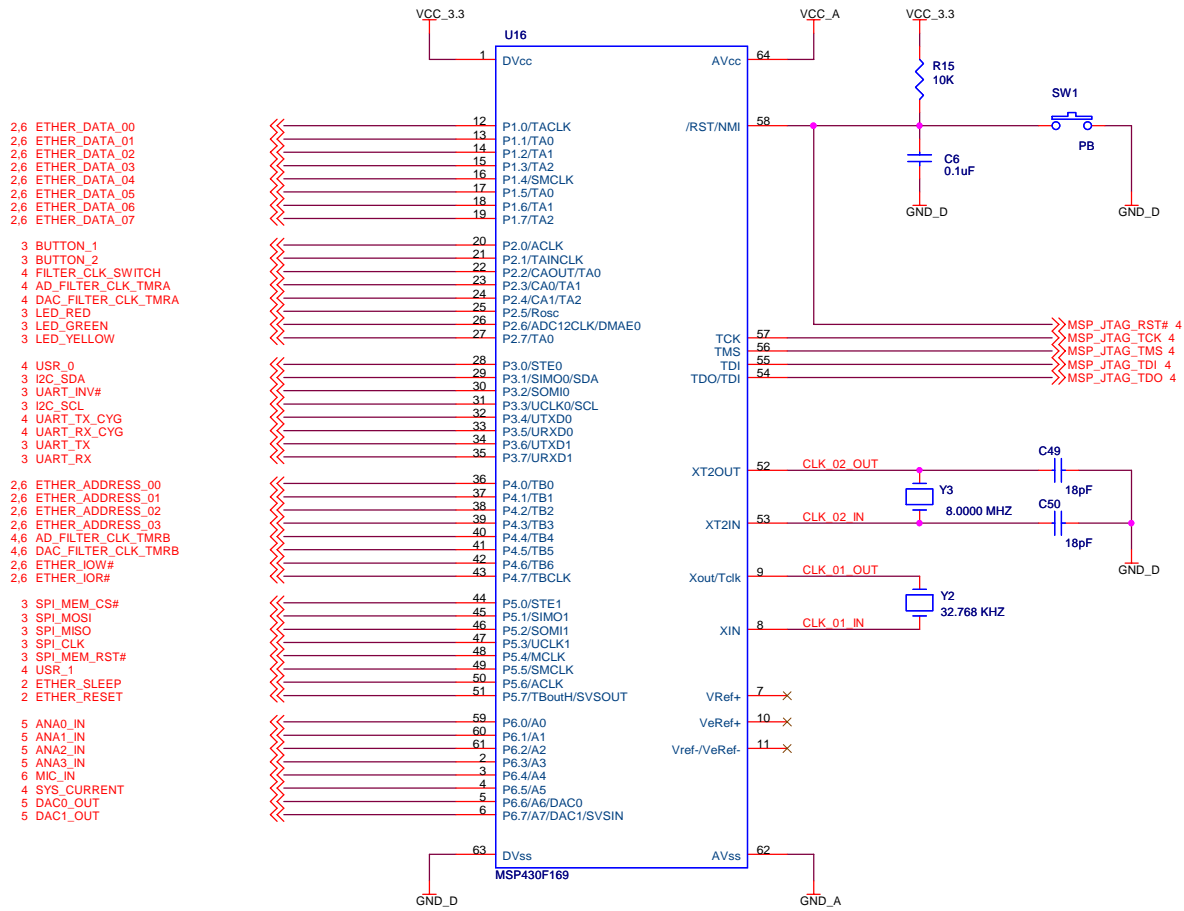 VCC_3.3
VCC_A
VCC_3.3
U16
1 DVcc
AVcc 64
R15
10K
SW1
PB
/RST/NMI 58
C6
0.1uF
GND_D
GND_D
2,6 ETHER_DATA_00 12 P1.0/TACLK
2,6 ETHER_DATA_01 13 P1.1/TA0
2,6 ETHER_DATA_02 14 P1.2/TA1
2,6 ETHER_DATA_03 15 P1.3/TA2
2,6 ETHER_DATA_04 16 P1.4/SMCLK
2,6 ETHER_DATA_05 17 P1.5/TA0
2,6 ETHER_DATA_06 18 P1.6/TA1
2,6 ETHER_DATA_07 19 P1.7/TA2
3 BUTTON_1 20 P2.0/ACLK
3 BUTTON_2 21 P2.1/TAINCLK
4 FILTER_CLK_SWITCH 22 P2.2/CAOUT/TA0
4 AD_FILTER_CLK_TMRA 23 P2.3/CA0/TA1
4 DAC_FILTER_CLK_TMRA 24 P2.4/CA1/TA2
3 LED_RED 25 P2.5/Rosc
3 LED_GREEN 26 P2.6/ADC12CLK/DMAE0
3 LED_YELLOW 27 P2.7/TA0
MSP_JTAG_RST# 4
TCK 57 MSP_JTAG_TCK 4
TMS 56 MSP_JTAG_TMS 4
TDI 55 MSP_JTAG_TDI 4
TDO/TDI 54 MSP_JTAG_TDO 4
4 USR_0 28 P3.0/STE0
3 I2C_SDA 29 P3.1/SIMO0/SDA
3 UART_INV# 30 P3.2/SOMI0
3 I2C_SCL 31 P3.3/UCLK0/SCL
4 UART_TX_CYG 32 P3.4/UTXD0
4 UART_RX_CYG 33 P3.5/URXD0
3 UART_TX 34 P3.6/UTXD1
3 UART_RX 35 P3.7/URXD1
XT2OUT 52 CLK_02_OUT
C49
18pF
Y3
8.0000 MHZ
C50
18pF
XT2IN 53 CLK_02_IN
GND_D
2,6 ETHER_ADDRESS_00 36 P4.0/TB0
2,6 ETHER_ADDRESS_01 37 P4.1/TB1
2,6 ETHER_ADDRESS_02 38 P4.2/TB2
2,6 ETHER_ADDRESS_03 39 P4.3/TB3
4,6 AD_FILTER_CLK_TMRB 40 P4.4/TB4
4,6 DAC_FILTER_CLK_TMRB 41 P4.5/TB5
2,6 ETHER_IOW# 42 P4.6/TB6
2,6 ETHER_IOR# 43 P4.7/TBCLK
Xout/Tclk 9 CLK_01_OUT
Y2
32.768 KHZ
XIN 8 CLK_01_IN
3 SPI_MEM_CS# 44 P5.0/STE1
3 SPI_MOSI 45 P5.1/SIMO1
3 SPI_MISO 46 P5.2/SOMI1
3 SPI_CLK 47 P5.3/UCLK1
3 SPI_MEM_RST# 48 P5.4/MCLK
4 USR_1 49 P5.5/SMCLK
2 ETHER_SLEEP 50 P5.6/ACLK
2 ETHER_RESET 51 P5.7/TBoutH/SVSOUT
VRef+ 7
VeRef+ 10
Vref-/VeRef- 11
5 ANA0_IN 59 P6.0/A0
5 ANA1_IN 60 P6.1/A1
5 ANA2_IN 61 P6.2/A2
5 ANA3_IN 2 P6.3/A3
6 MIC_IN 3 P6.4/A4
4 SYS_CURRENT 4 P6.5/A5
5 DAC0_OUT 5 P6.6/A6/DAC0
5 DAC1_OUT 6 P6.7/A7/DAC1/SVSIN
63 DVss
AVss 62
MSP430F169
GND_D
GND_A